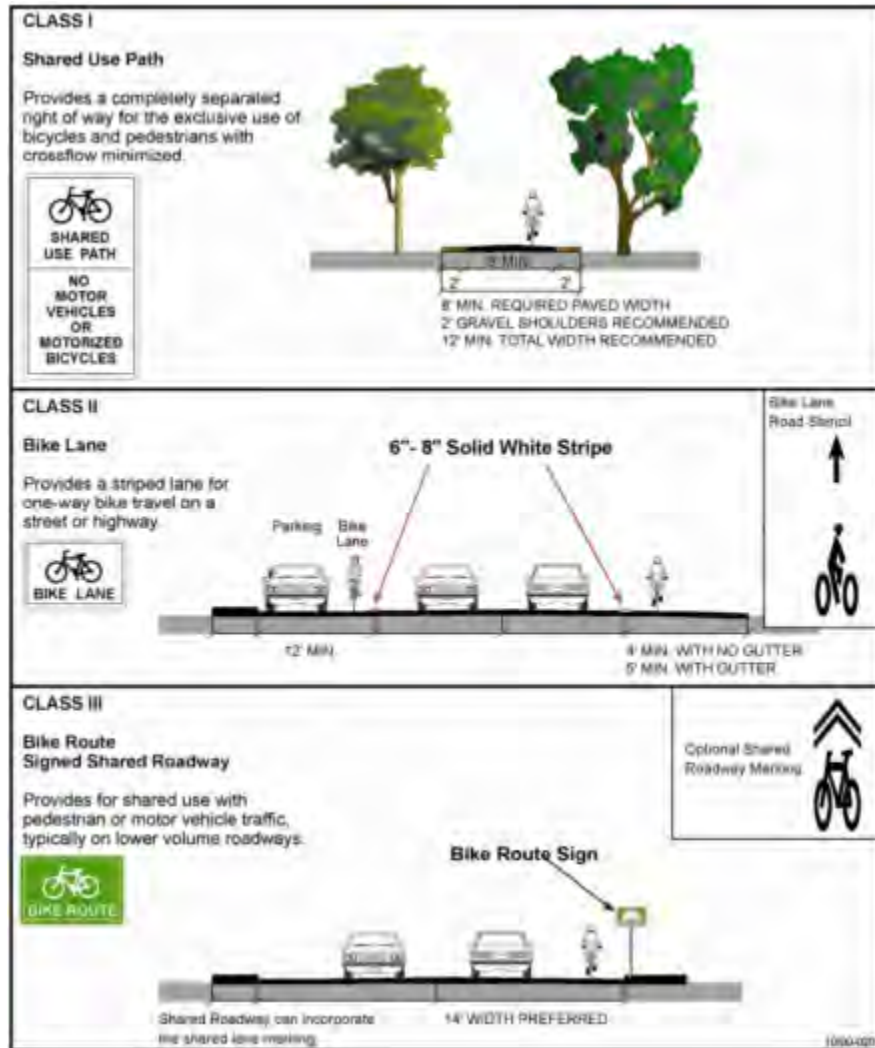 CLASS I
Shared Use Path
Provides a completely separated
right of way for the exclusive use of
bicycles and pedestrians with
crossflow minimized.
SHARED
USE PATH
NO
MOTOR
VEHICLES
OR
MOTORIZED
BICYCLES
8' MIN.
2' 2'
8' MIN. REQUIRED PAVED WIDTH
2' GRAVEL SHOULDERS RECOMMENDED
12' MIN. TOTAL WIDTH RECOMMENDED
CLASS II
Bike Lane
Provides a striped lane for
one-way bike travel on a
street or highway.
BIKE LANE
6"- 8" Solid White Stripe
Parking Bike
Lane
12' MIN.
4' MIN. WITH NO GUTTER
5' MIN. WITH GUTTER
Bike Lane
Road Stencil
CLASS III
Bike Route
Signed Shared Roadway
Provides for shared use with
pedestrian or motor vehicle traffic,
typically on lower volume roadways.
BIKE ROUTE
Optional Shared
Roadway Marking
Bike Route Sign
Shared Roadway can incorporate
the shared lane marking
14' WIDTH PREFERRED